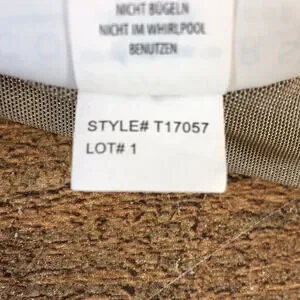 NICHT BÜGELN
NICHT IM WHIRLPOOL
BENUTZEN
STYLE# T17057
LOT# 1